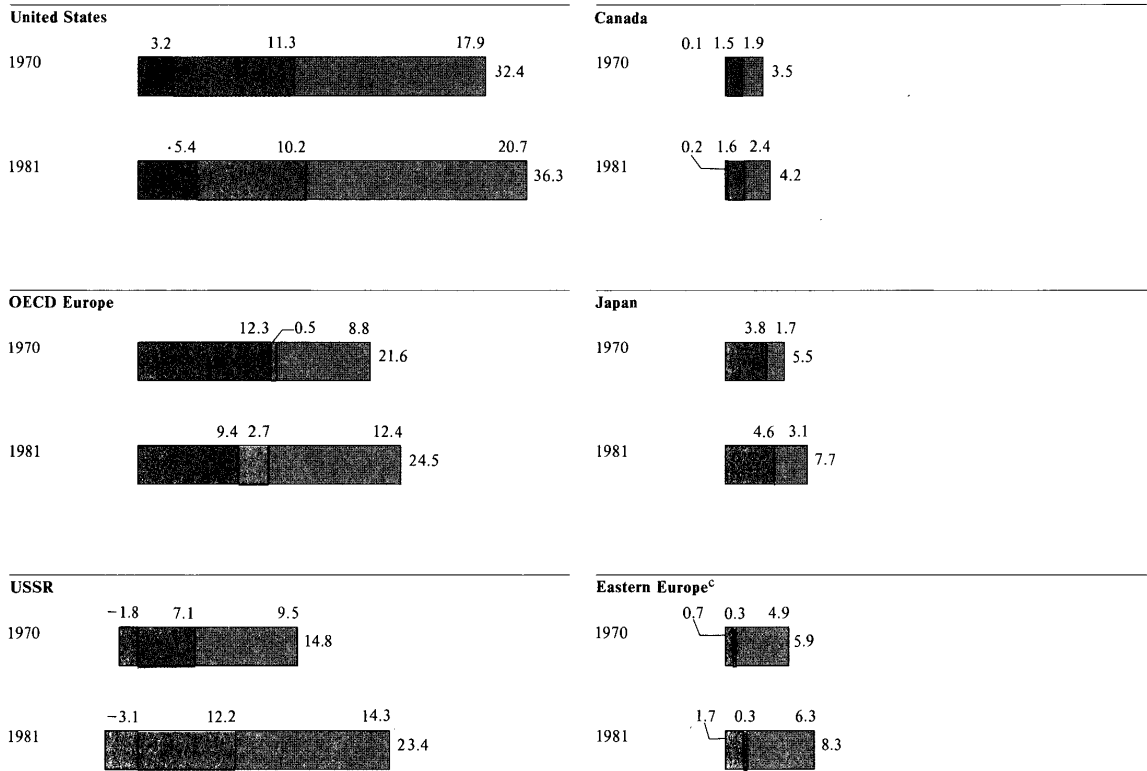 United States
3.2 11.3 17.9
1970
32.4
5.4 10.2 20.7
1981
36.3
Canada
0.1 1.5 1.9
1970
3.5
0.2 1.6 2.4
1981
4.2
OECD Europe
12.3 0.5 8.8
1970
21.6
9.4 2.7 12.4
1981
24.5
Japan
3.8 1.7
1970
5.5
4.6 3.1
1981
7.7
USSR
−1.8 7.1 9.5
1970
14.8
−3.1 12.2 14.3
1981
23.4
Eastern Europeᶜ
0.7 0.3 4.9
1970
5.9
1.7 0.3 6.3
1981
8.3